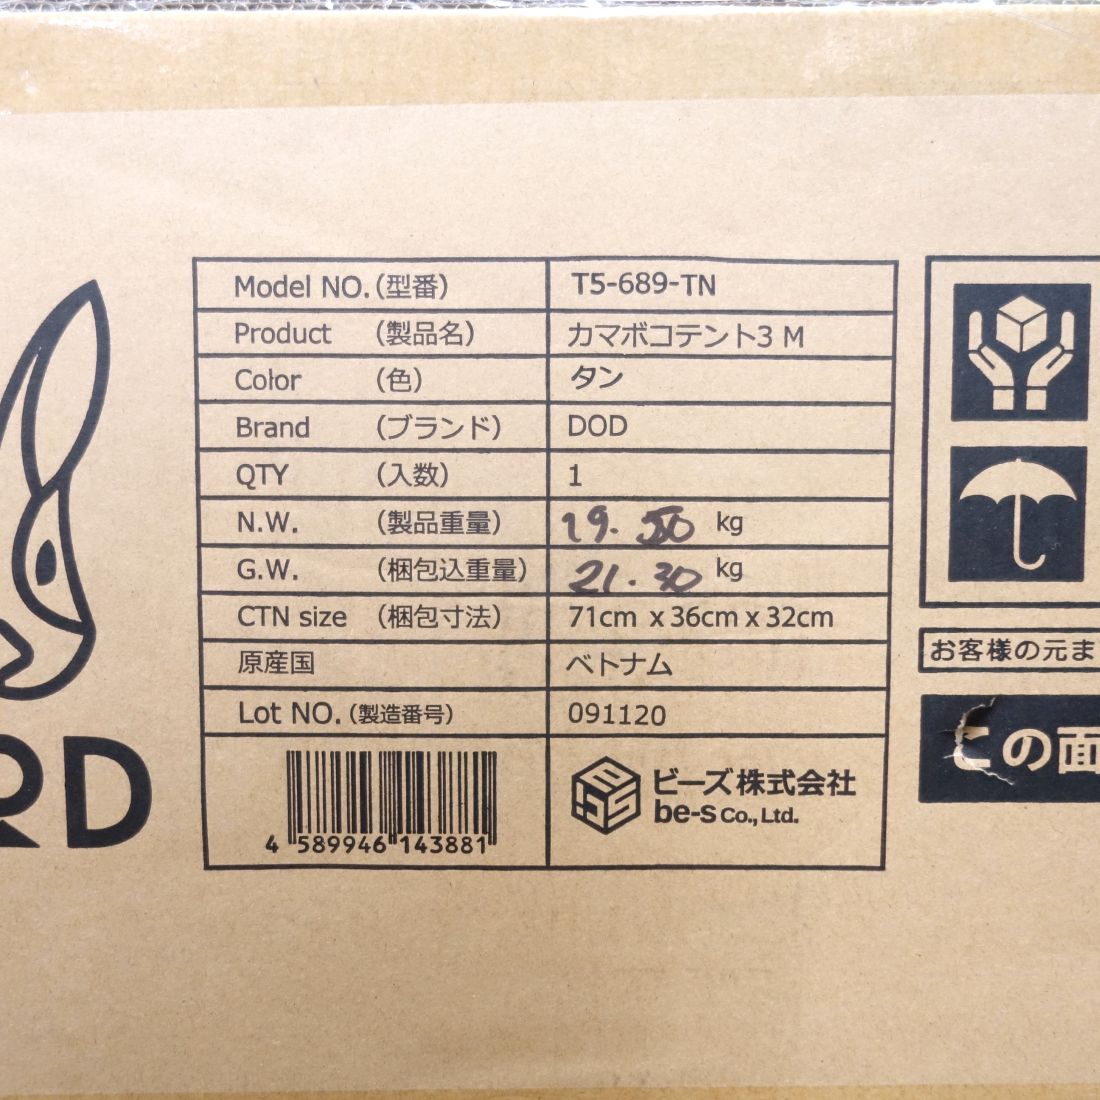 Model NO.(型番) T5-689-TN
Product (製品名) カマボコテント3 M
Color (色) タン
Brand (ブランド) DOD
QTY (入数) 1
N.W. (製品重量) 19.50 kg
G.W. (梱包込重量) 21.30 kg
CTN size (梱包寸法) 71cm x 36cm x 32cm
原産国 ベトナム
Lot NO.(製造番号) 091120
4 589946 143881
ビーズ株式会社
be-s Co., Ltd.
お客様の元ま
この面
OD